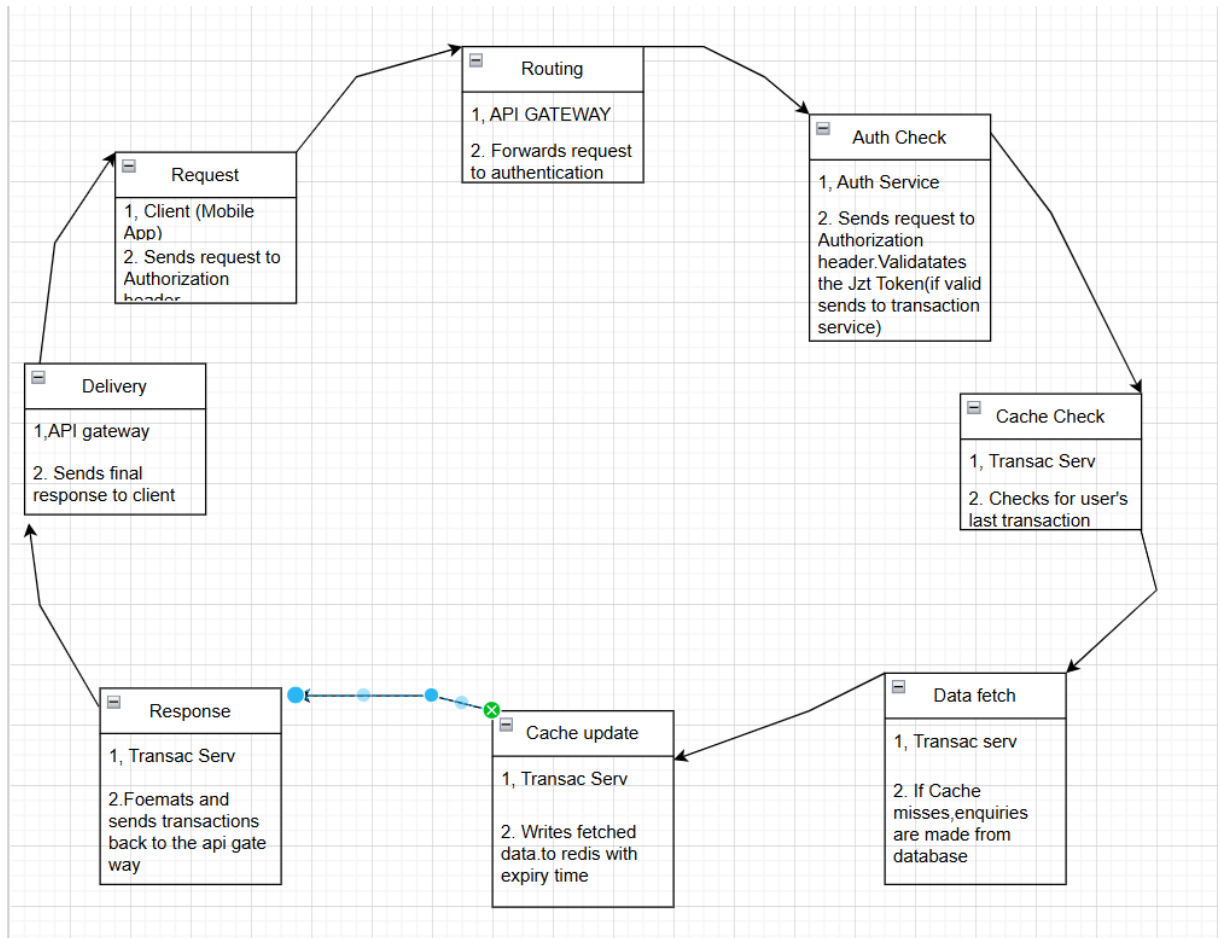 Routing
1, API GATEWAY
2. Forwards request
to authentication
Auth Check
1, Auth Service
2. Sends request to
Authorization
header.Validatates
the Jzt Token(if valid
sends to transaction
service)
Request
1, Client (Mobile
App)
2. Sends request to
Authorization
header
Delivery
1,API gateway
2. Sends final
response to client
Cache Check
1, Transac Serv
2. Checks for user's
last transaction
Response
1, Transac Serv
2.Foemats and
sends transactions
back to the api gate
way
Cache update
1, Transac Serv
2. Writes fetched
data.to redis with
expiry time
Data fetch
1, Transac serv
2. If Cache
misses,enquiries
are made from
database